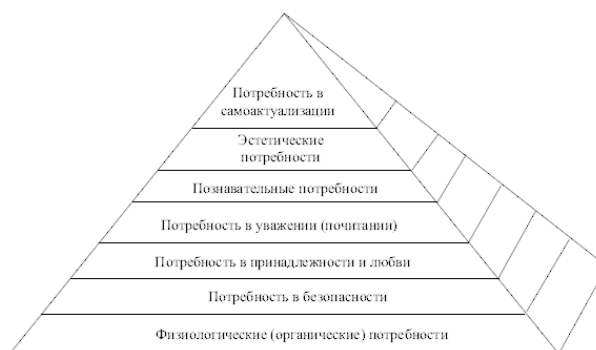 Потребность в
самоактуализации
Эстетические
потребности
Познавательные потребности
Потребность в уважении (почитании)
Потребность в принадлежности и любви
Потребность в безопасности
Физиологические (органические) потребности